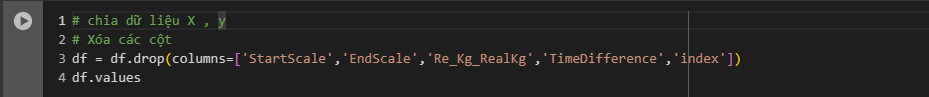 1 # chia dữ liệu X , y
2 # Xóa các cột
3 df = df.drop(columns=['StartScale','EndScale','Re_Kg_RealKg','TimeDifference','index'])
4 df.values